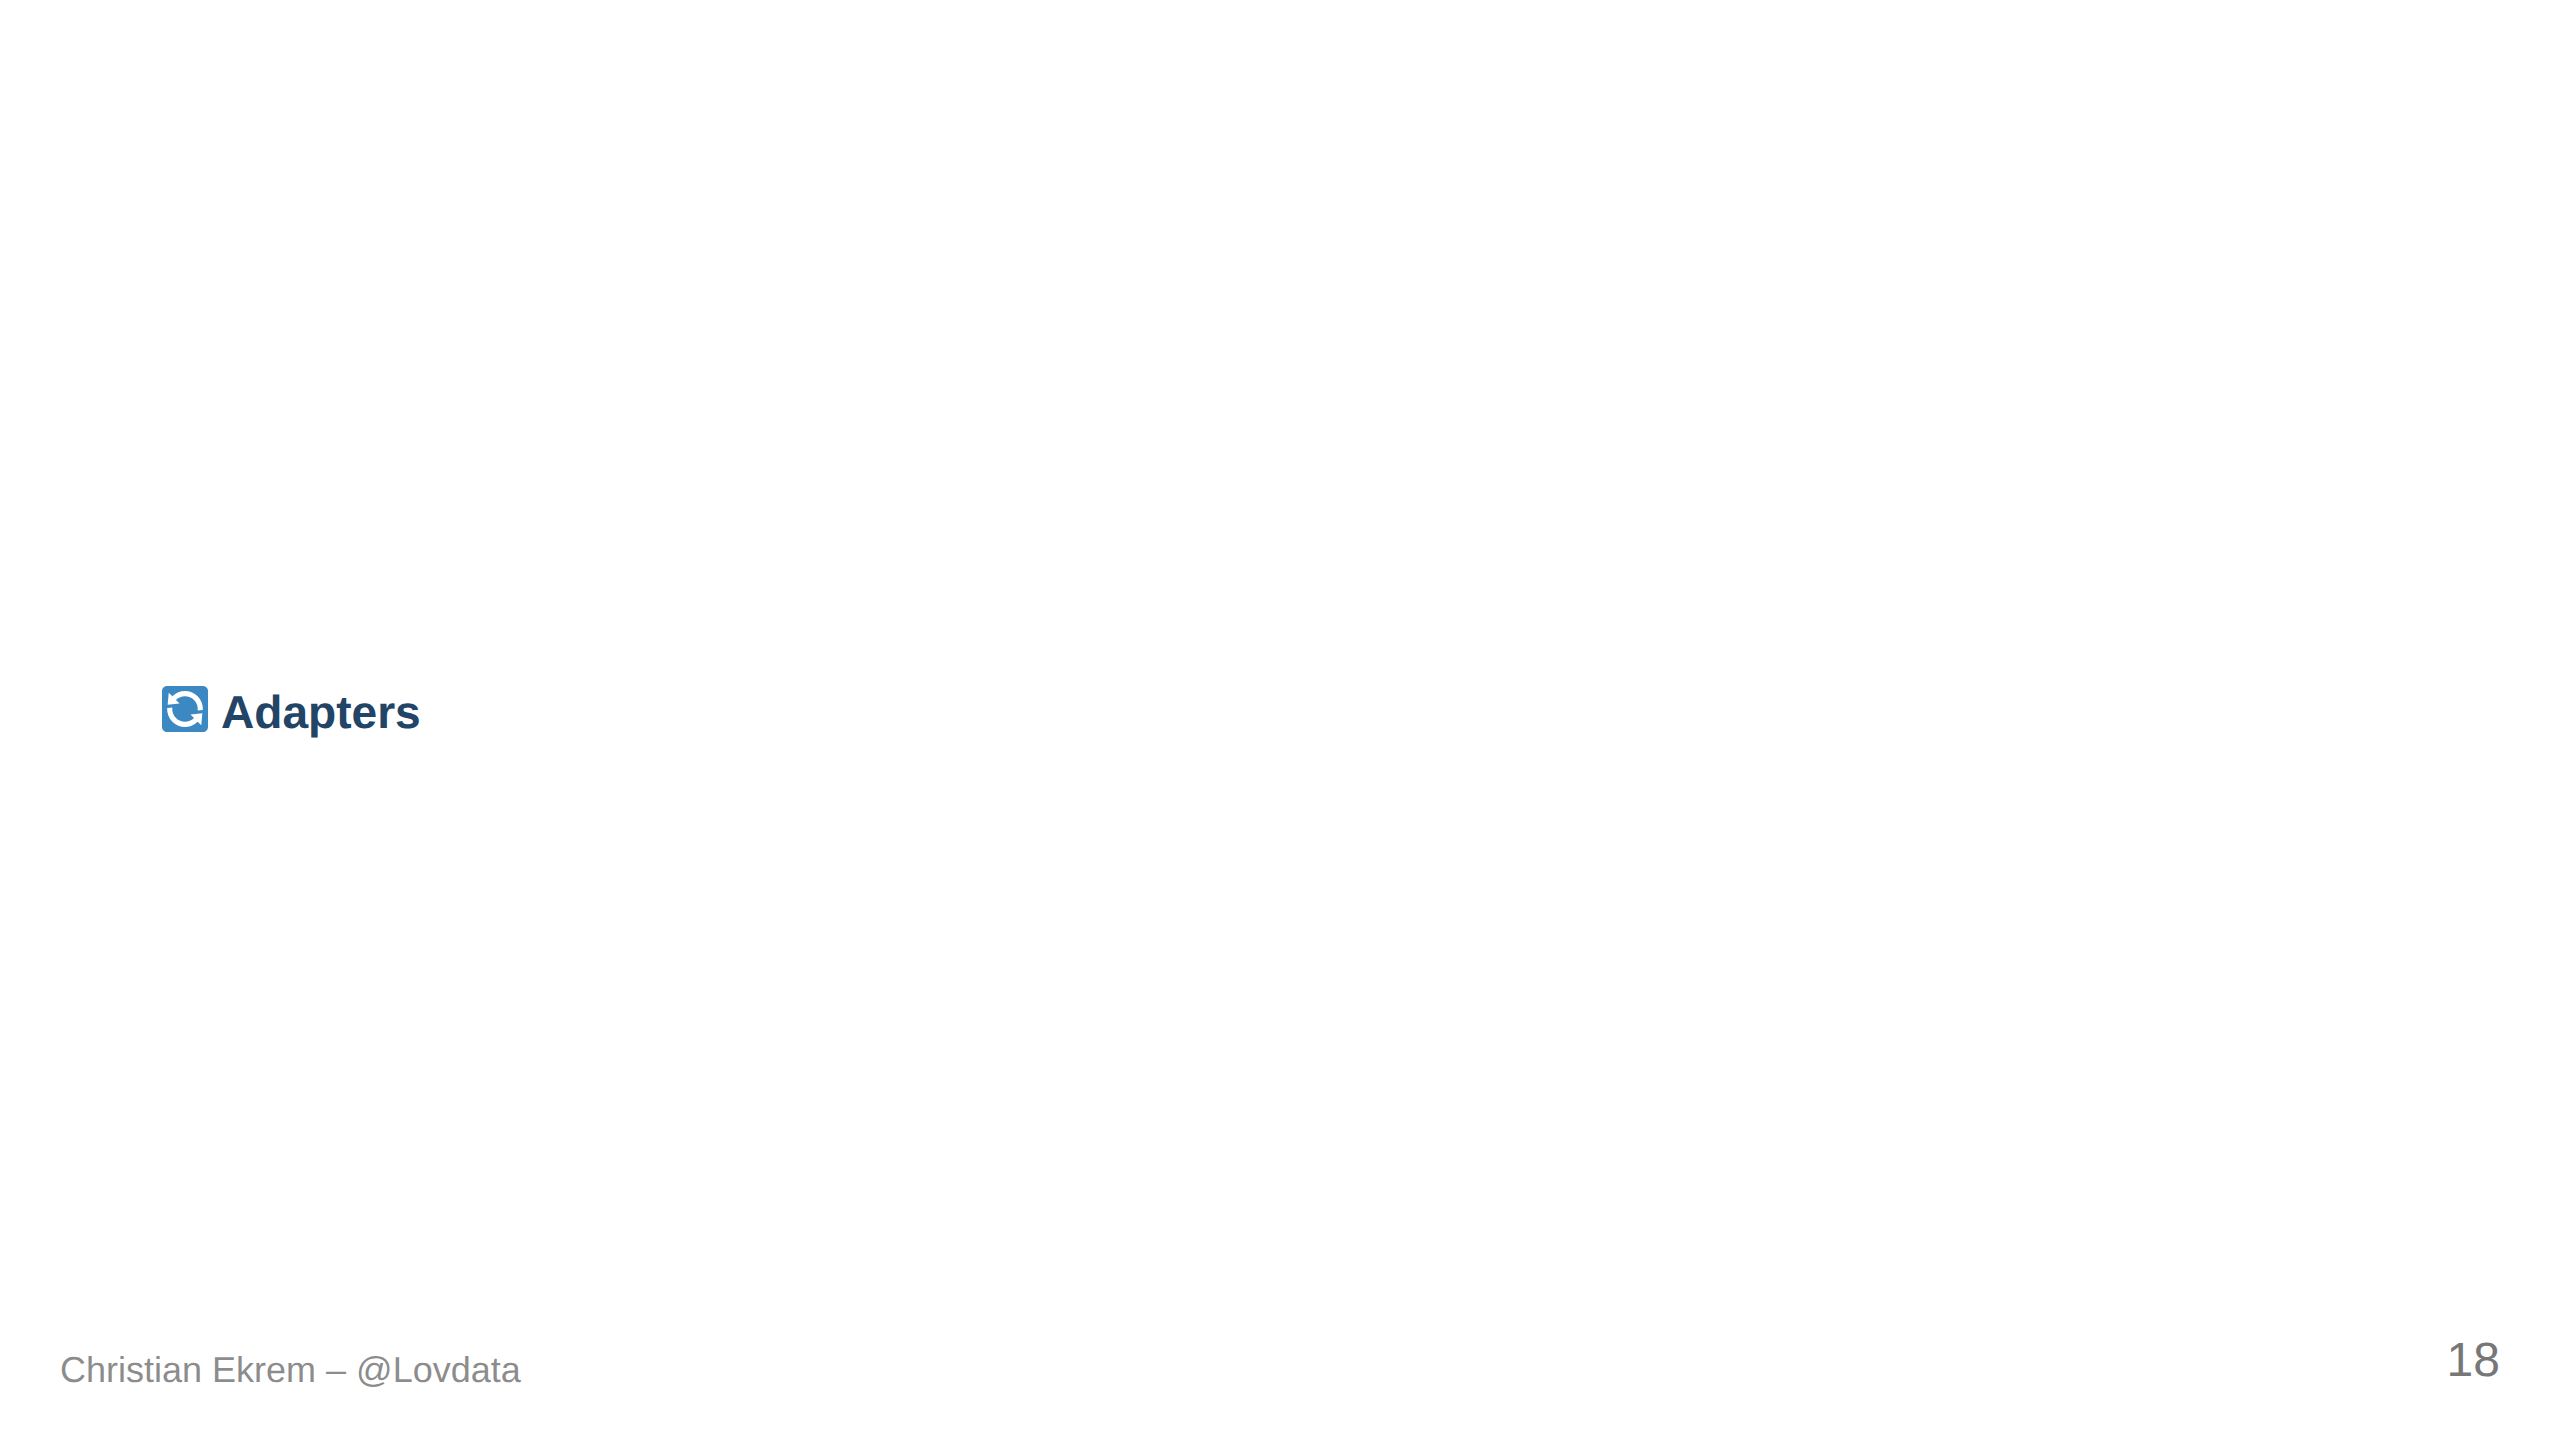 Adapters
Christian Ekrem – @Lovdata
18